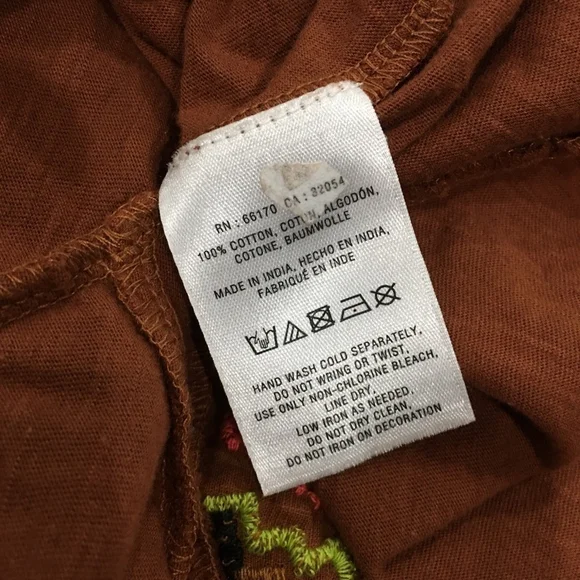 RN : 66170 CA : 32054
100% COTTON, COTON, ALGODÓN,
COTONE, BAUMWOLLE
MADE IN INDIA, HECHO EN INDIA,
FABRIQUÉ EN INDE
HAND WASH COLD SEPARATELY,
DO NOT WRING OR TWIST,
USE ONLY NON-CHLORINE BLEACH,
LINE DRY,
LOW IRON AS NEEDED,
DO NOT DRY CLEAN,
DO NOT IRON ON DECORATION